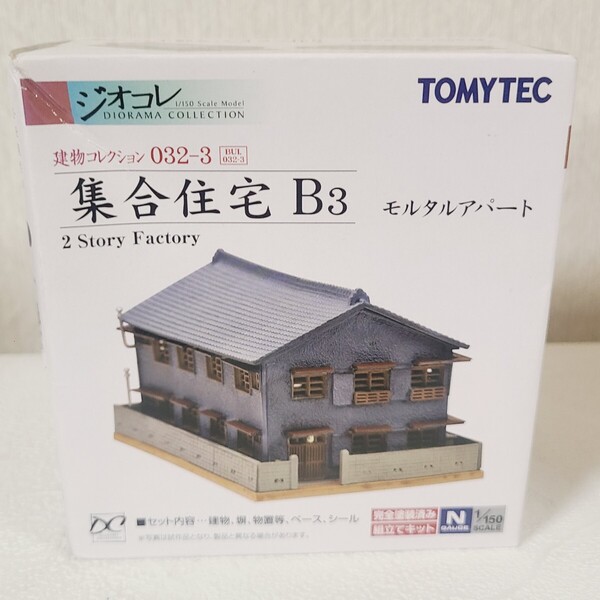 ジオコレ
1/150 Scale Model
DIORAMA COLLECTION
TOMYTEC
建物コレクション 032-3 BUL 032-3
集合住宅 B3 モルタルアパート
2 Story Factory
■セット内容…建物、塀、物置等、ベース、シール
完全塗装済み
組立てキット
N GAUGE
1/150 SCALE
DC